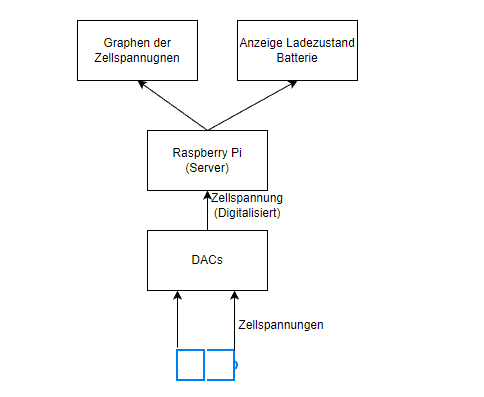 Graphen der
Zellspannugnen
Anzeige Ladezustand
Batterie
Raspberry Pi
(Server)
Zellspannung
(Digitalisiert)
DACs
Zellspannungen